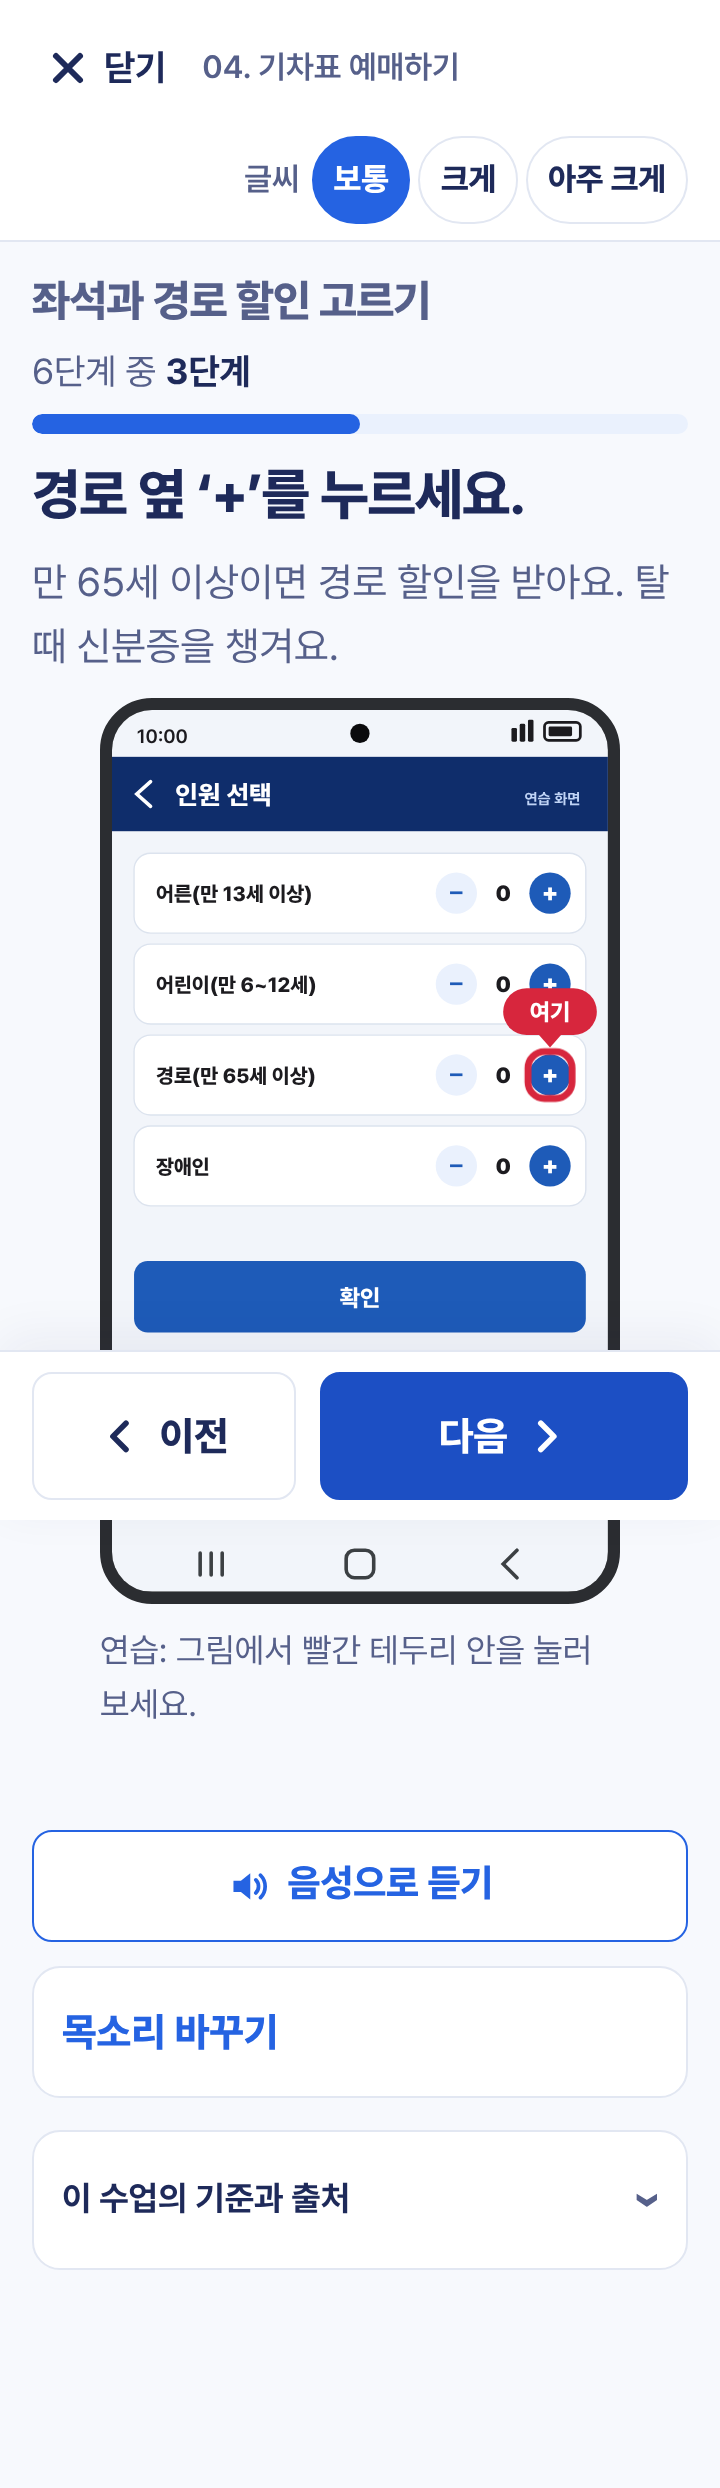 닫기 04. 기차표 예매하기
글씨 보통 크게 아주 크게
좌석과 경로 할인 고르기
6단계 중 3단계
경로 옆 ‘+’를 누르세요.
만 65세 이상이면 경로 할인을 받아요. 탈
때 신분증을 챙겨요.
10:00
인원 선택 연습 화면
어른(만 13세 이상) − 0 +
어린이(만 6~12세) − 0 +
여기
경로(만 65세 이상) − 0 +
장애인 − 0 +
확인
이전 다음
연습: 그림에서 빨간 테두리 안을 눌러
보세요.
음성으로 듣기
목소리 바꾸기
이 수업의 기준과 출처